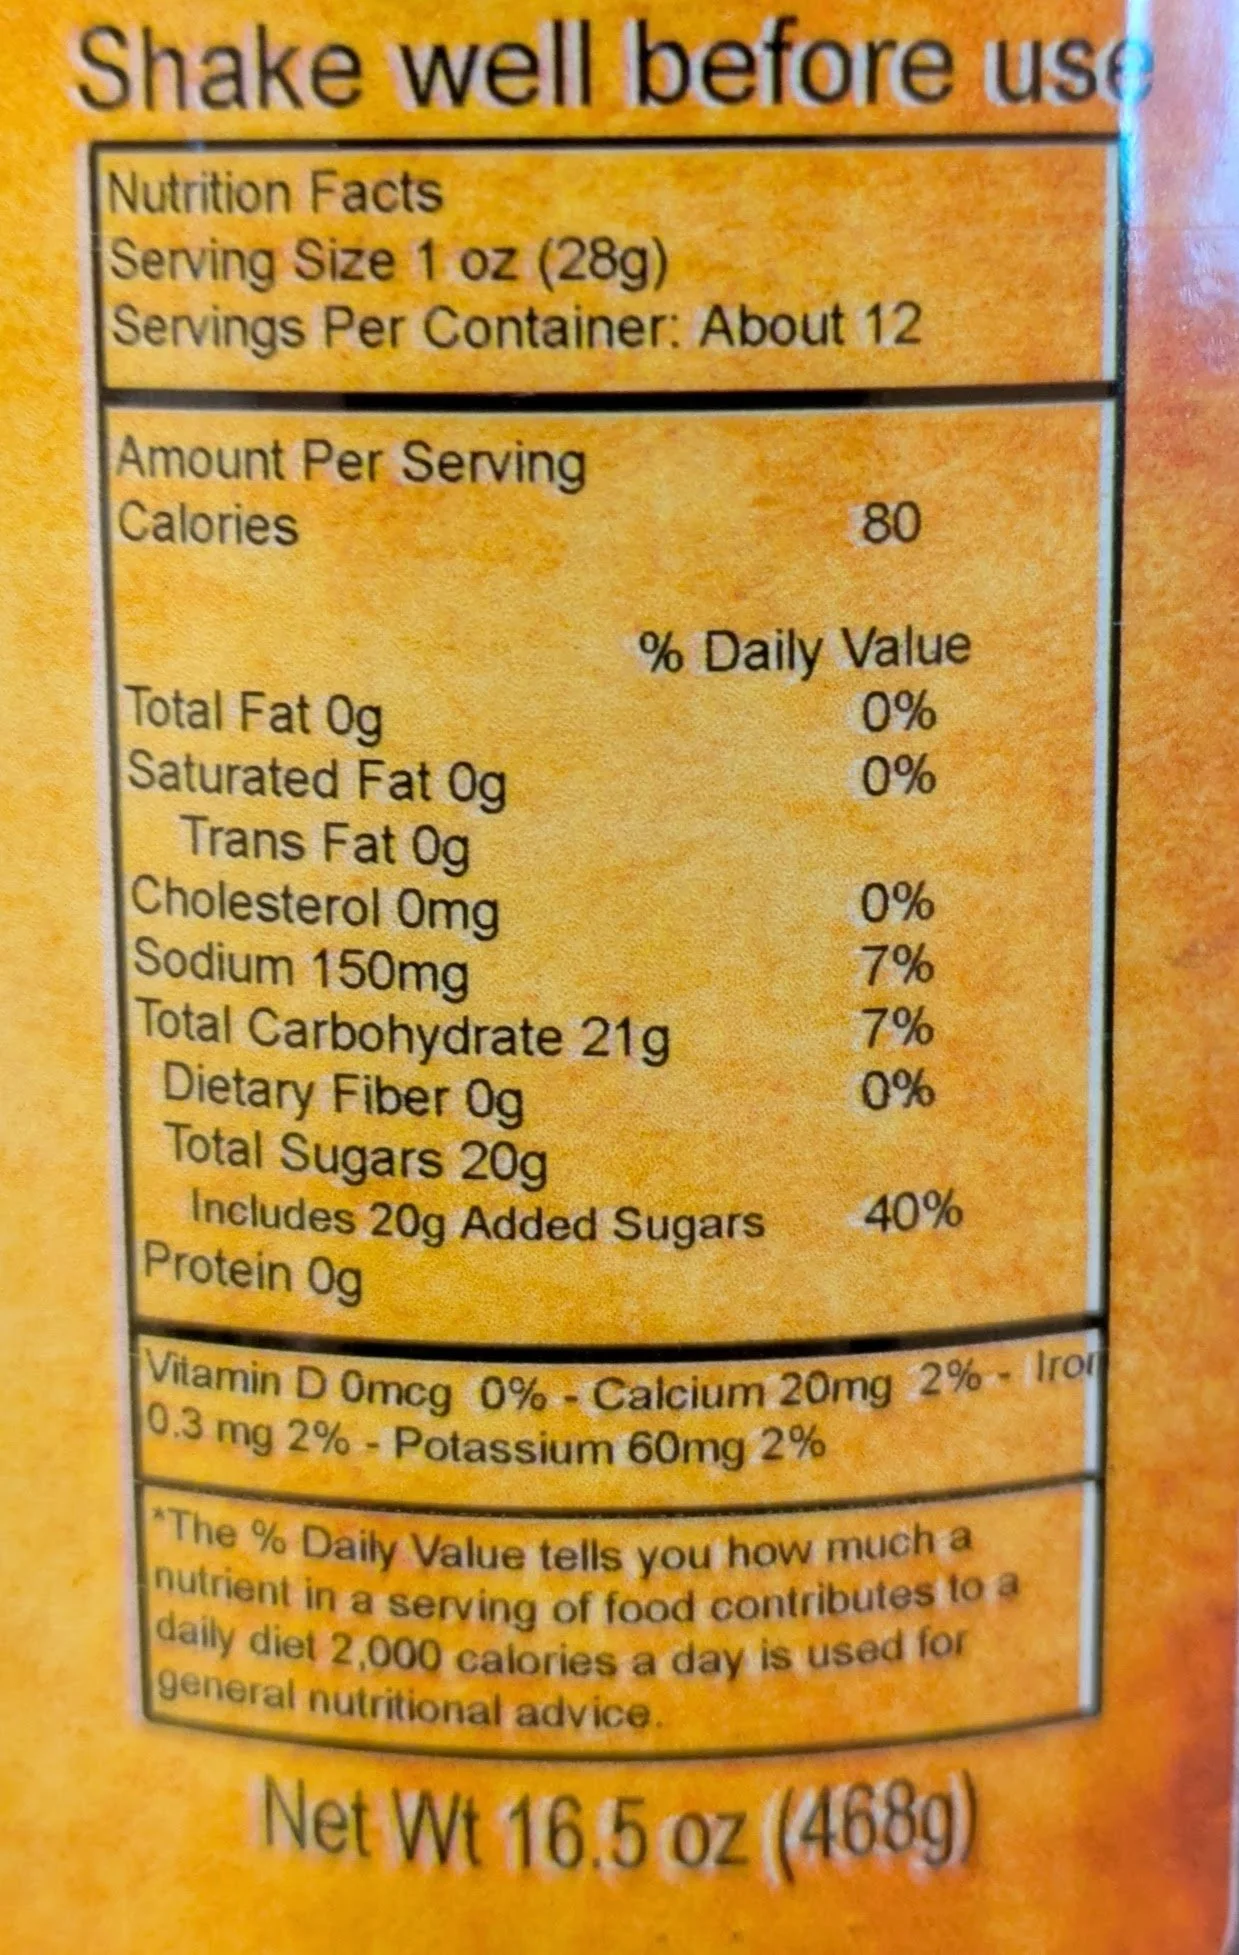 Shake well before use
Nutrition Facts
Serving Size 1 oz (28g)
Servings Per Container: About 12
Amount Per Serving
Calories 80
% Daily Value
Total Fat 0g 0%
Saturated Fat 0g 0%
Trans Fat 0g
Cholesterol 0mg 0%
Sodium 150mg 7%
Total Carbohydrate 21g 7%
Dietary Fiber 0g 0%
Total Sugars 20g
Includes 20g Added Sugars 40%
Protein 0g
Vitamin D 0mcg 0% - Calcium 20mg 2% - Iron
0.3 mg 2% - Potassium 60mg 2%
*The % Daily Value tells you how much a
nutrient in a serving of food contributes to a
daily diet 2,000 calories a day is used for
general nutritional advice.
Net Wt 16.5 oz (468g)